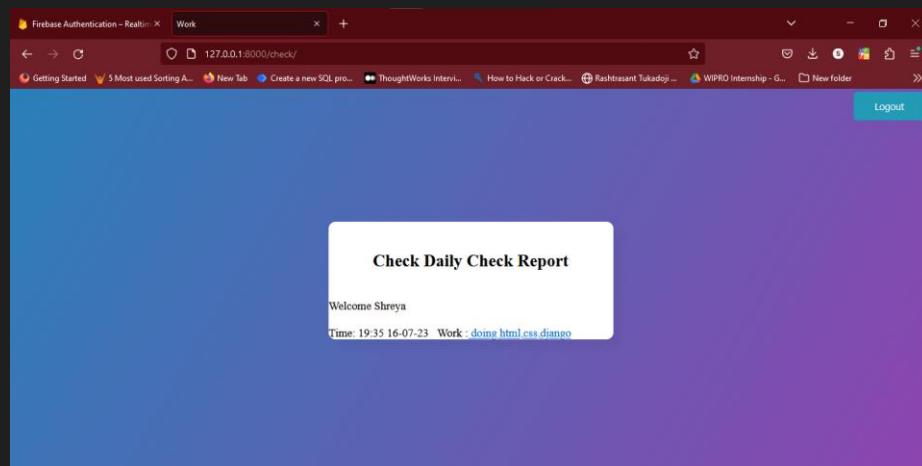 Firebase Authentication – Realtim
Work
127.0.0.1:8000/check/
Getting Started
5 Most used Sorting A...
New Tab
Create a new SQL pro...
ThoughtWorks Intervi...
How to Hack or Crack...
Rashtrasant Tukadoji ...
WIPRO Internship - G...
New folder
Logout
Check Daily Check Report
Welcome Shreya
Time: 19:35 16-07-23 Work : doing html,css,django